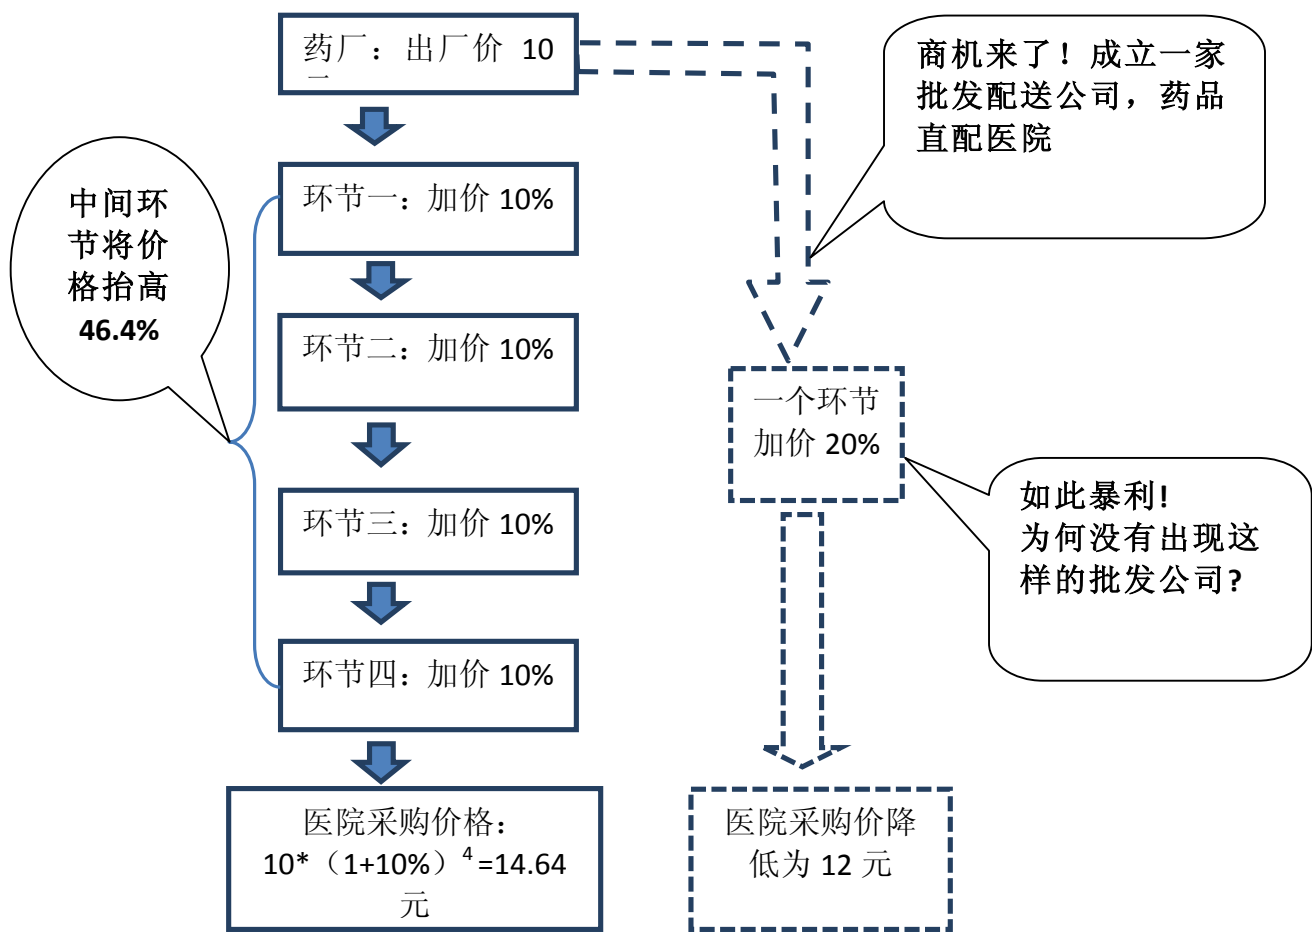 药厂：出厂价 10
商机来了！成立一家
批发配送公司，药品
直配医院
中间环
节将价
格抬高
46.4%
环节一：加价 10%
环节二：加价 10%
环节三：加价 10%
环节四：加价 10%
医院采购价格：
10*（1+10%）⁴=14.64
元
一个环节
加价 20%
如此暴利!
为何没有出现这
样的批发公司?
医院采购价降
低为 12 元